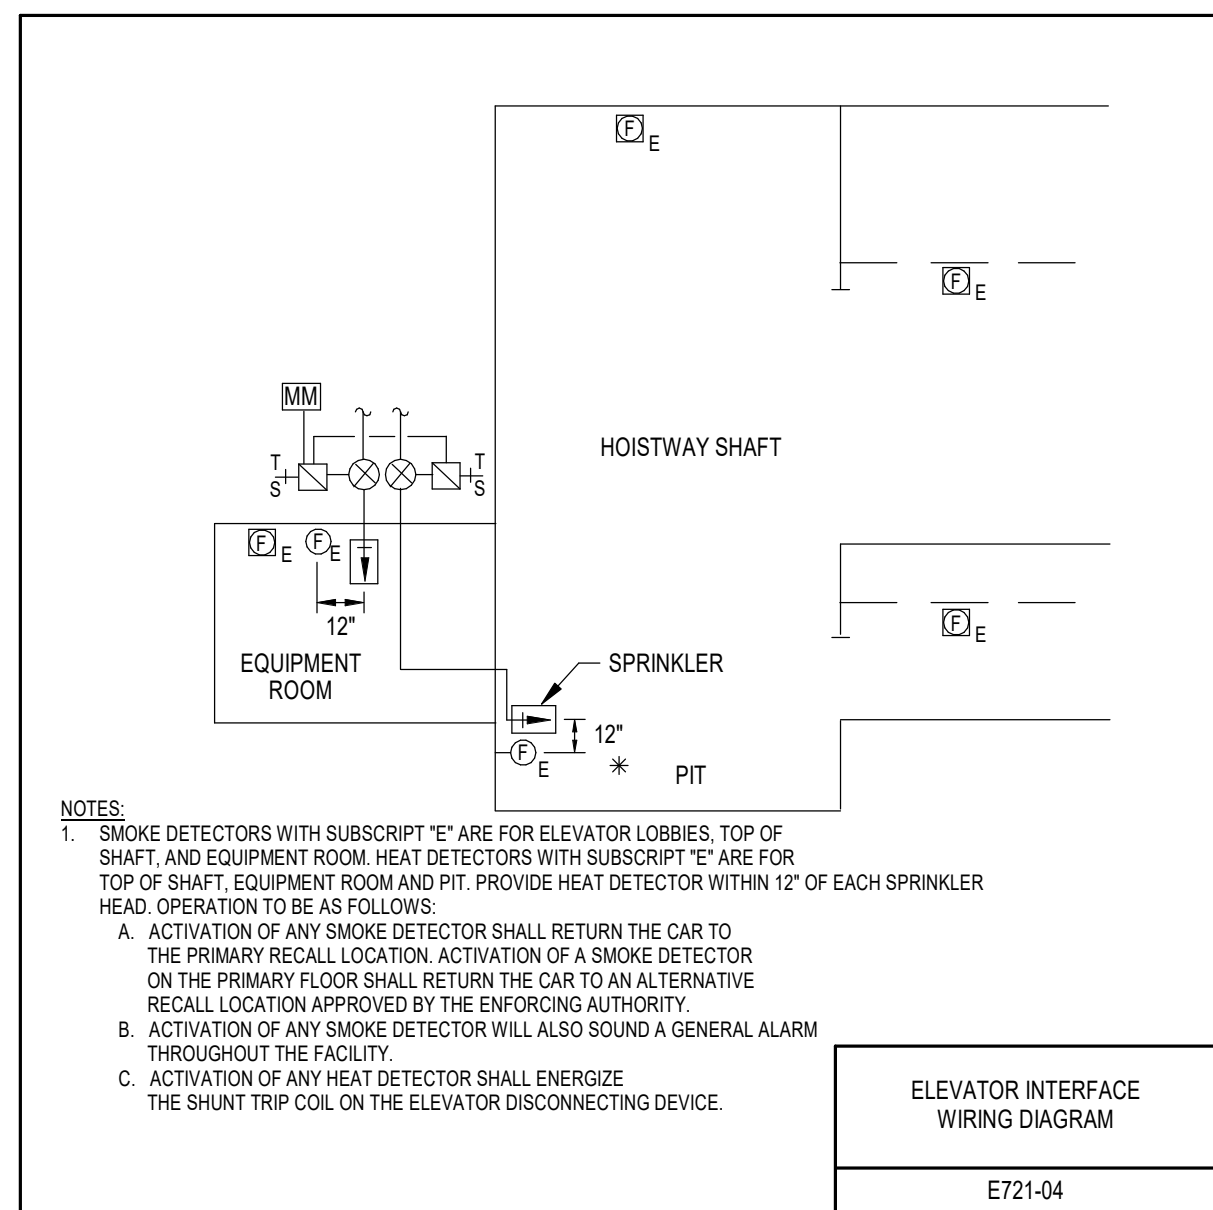 F E
F E
MM
HOISTWAY SHAFT
T
S
T
S
F E
F E
12"
EQUIPMENT
ROOM
F E
SPRINKLER
12"
F E
PIT
NOTES:
1. SMOKE DETECTORS WITH SUBSCRIPT "E" ARE FOR ELEVATOR LOBBIES, TOP OF
SHAFT, AND EQUIPMENT ROOM. HEAT DETECTORS WITH SUBSCRIPT "E" ARE FOR
TOP OF SHAFT, EQUIPMENT ROOM AND PIT. PROVIDE HEAT DETECTOR WITHIN 12" OF EACH SPRINKLER
HEAD. OPERATION TO BE AS FOLLOWS:
A. ACTIVATION OF ANY SMOKE DETECTOR SHALL RETURN THE CAR TO
THE PRIMARY RECALL LOCATION. ACTIVATION OF A SMOKE DETECTOR
ON THE PRIMARY FLOOR SHALL RETURN THE CAR TO AN ALTERNATIVE
RECALL LOCATION APPROVED BY THE ENFORCING AUTHORITY.
B. ACTIVATION OF ANY SMOKE DETECTOR WILL ALSO SOUND A GENERAL ALARM
THROUGHOUT THE FACILITY.
C. ACTIVATION OF ANY HEAT DETECTOR SHALL ENERGIZE
THE SHUNT TRIP COIL ON THE ELEVATOR DISCONNECTING DEVICE.
ELEVATOR INTERFACE
WIRING DIAGRAM
E721-04